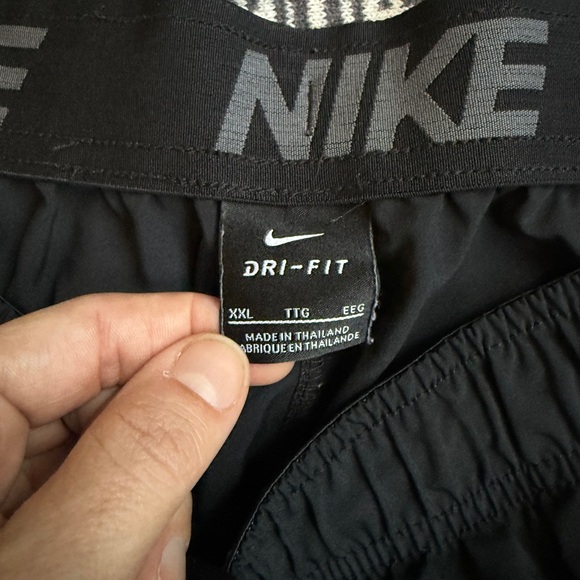 NIKE
DRI-FIT
XXL TTG EEG
MADE IN THAILAND
FABRIQUE EN THAILANDE